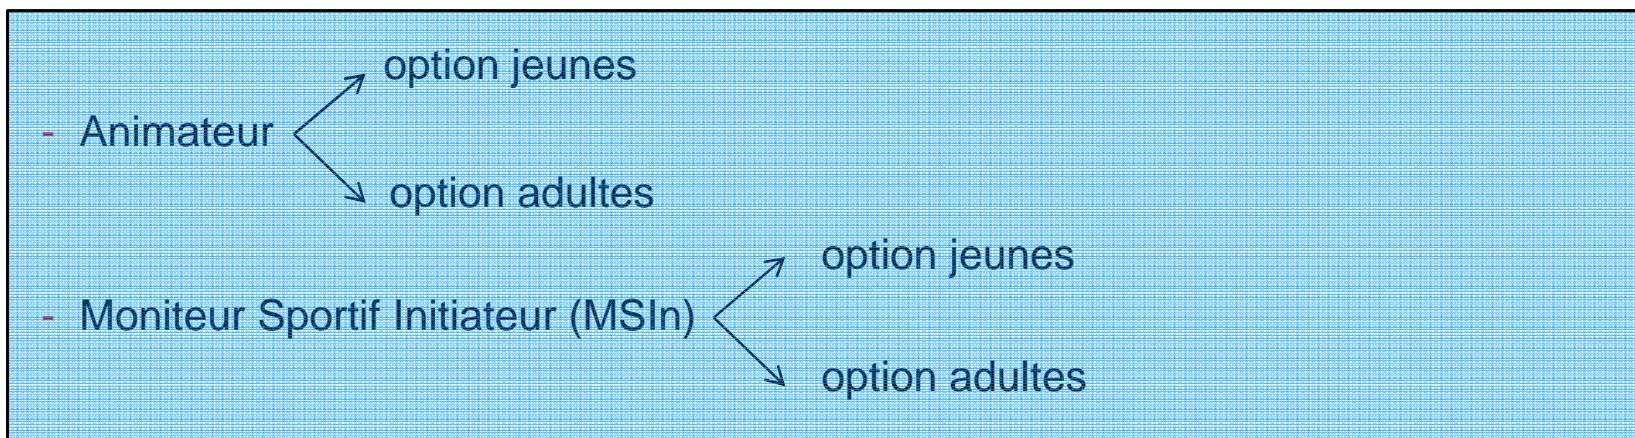 option jeunes
- Animateur
option adultes
option jeunes
- Moniteur Sportif Initiateur (MSIn)
option adultes